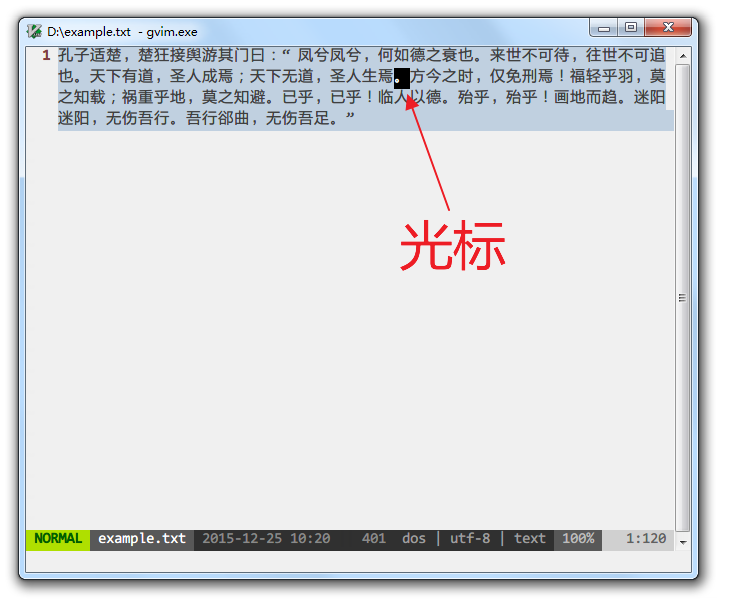 D:\example.txt - gvim.exe
1 孔子适楚，楚狂接舆游其门曰：“ 凤兮凤兮，何如德之衰也。来世不可待，往世不可追
也。天下有道，圣人成焉；天下无道，圣人生焉。方今之时，仅免刑焉！福轻乎羽，莫
之知载；祸重乎地，莫之知避。已乎，已乎！临人以德。殆乎，殆乎！画地而趋。迷阳
迷阳，无伤吾行。吾行郤曲，无伤吾足。”
光标
NORMAL example.txt 2015-12-25 10:20 401 dos | utf-8 | text 100% 1:120